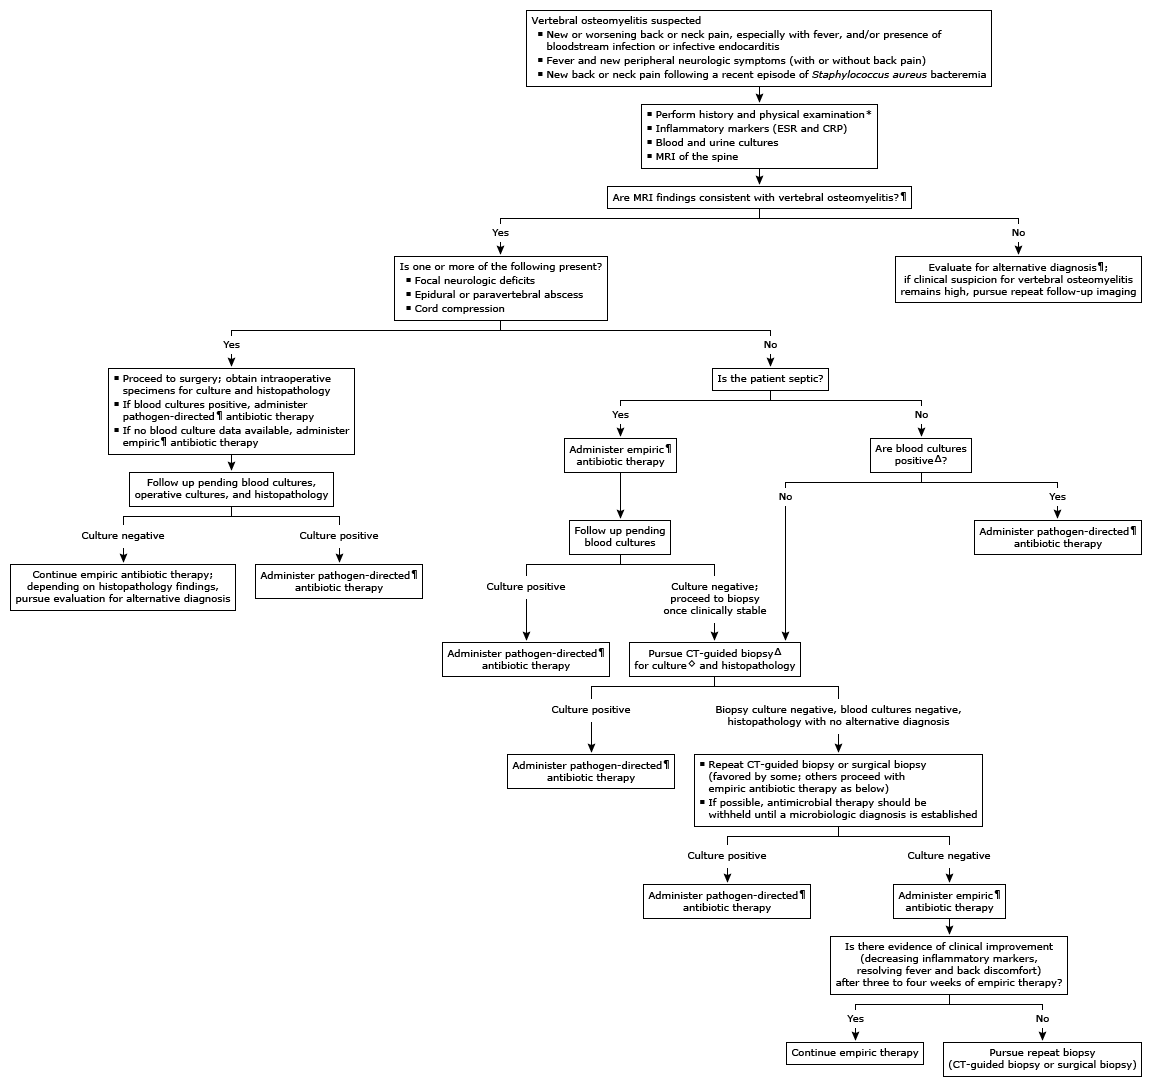 Vertebral osteomyelitis suspected
▪ New or worsening back or neck pain, especially with fever, and/or presence of
bloodstream infection or infective endocarditis
▪ Fever and new peripheral neurologic symptoms (with or without back pain)
▪ New back or neck pain following a recent episode of Staphylococcus aureus bacteremia
▪ Perform history and physical examination*
▪ Inflammatory markers (ESR and CRP)
▪ Blood and urine cultures
▪ MRI of the spine
Are MRI findings consistent with vertebral osteomyelitis?¶
Yes
No
Is one or more of the following present?
▪ Focal neurologic deficits
▪ Epidural or paravertebral abscess
▪ Cord compression
Evaluate for alternative diagnosis¶;
if clinical suspicion for vertebral osteomyelitis
remains high, pursue repeat follow-up imaging
Yes
No
▪ Proceed to surgery; obtain intraoperative
specimens for culture and histopathology
▪ If blood cultures positive, administer
pathogen-directed¶ antibiotic therapy
▪ If no blood culture data available, administer
empiric¶ antibiotic therapy
Is the patient septic?
Yes
No
Administer empiric¶
antibiotic therapy
Are blood cultures
positiveΔ?
Follow up pending blood cultures,
operative cultures, and histopathology
No
Yes
Culture negative
Culture positive
Follow up pending
blood cultures
Administer pathogen-directed¶
antibiotic therapy
Continue empiric antibiotic therapy;
depending on histopathology findings,
pursue evaluation for alternative diagnosis
Administer pathogen-directed¶
antibiotic therapy
Culture positive
Culture negative;
proceed to biopsy
once clinically stable
Administer pathogen-directed¶
antibiotic therapy
Pursue CT-guided biopsyΔ
for culture◇ and histopathology
Culture positive
Biopsy culture negative, blood cultures negative,
histopathology with no alternative diagnosis
Administer pathogen-directed¶
antibiotic therapy
▪ Repeat CT-guided biopsy or surgical biopsy
(favored by some; others proceed with
empiric antibiotic therapy as below)
▪ If possible, antimicrobial therapy should be
withheld until a microbiologic diagnosis is established
Culture positive
Culture negative
Administer pathogen-directed¶
antibiotic therapy
Administer empiric¶
antibiotic therapy
Is there evidence of clinical improvement
(decreasing inflammatory markers,
resolving fever and back discomfort)
after three to four weeks of empiric therapy?
Yes
No
Continue empiric therapy
Pursue repeat biopsy
(CT-guided biopsy or surgical biopsy)